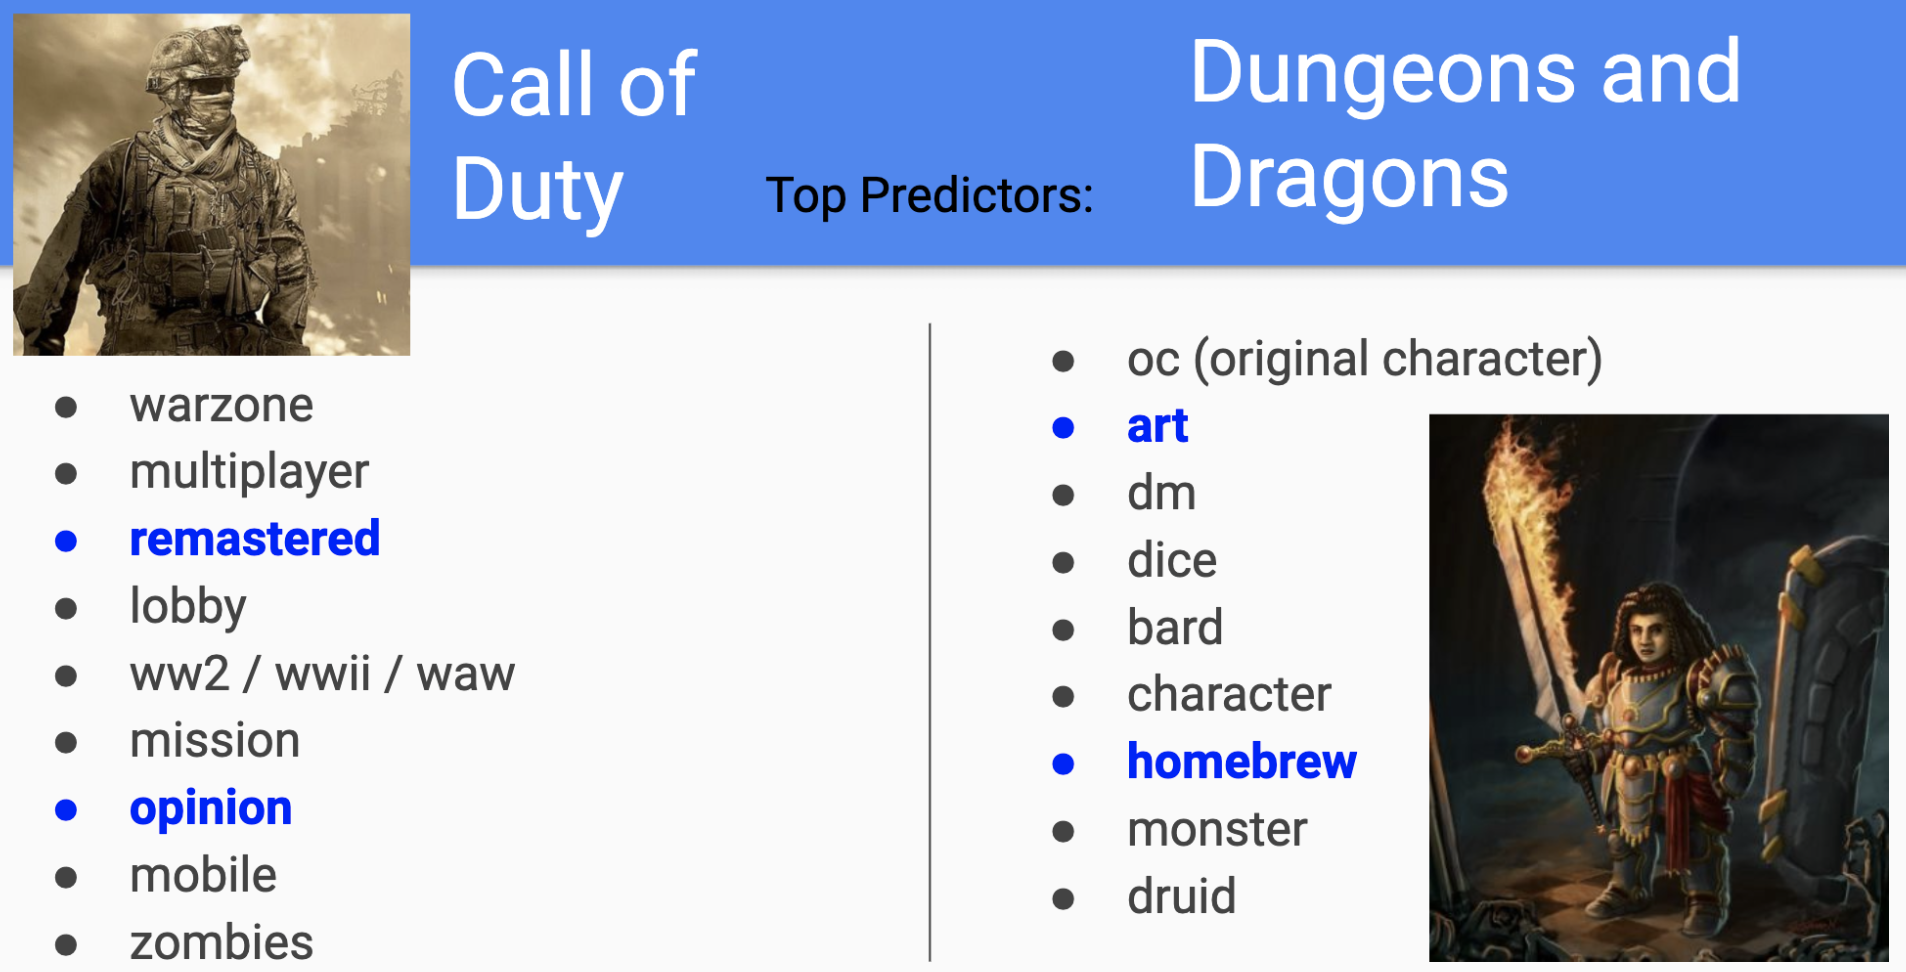 Call of
Duty
Top Predictors:
Dungeons and
Dragons
● warzone
● multiplayer
● remastered
● lobby
● ww2 / wwii / waw
● mission
● opinion
● mobile
● zombies
● oc (original character)
● art
● dm
● dice
● bard
● character
● homebrew
● monster
● druid